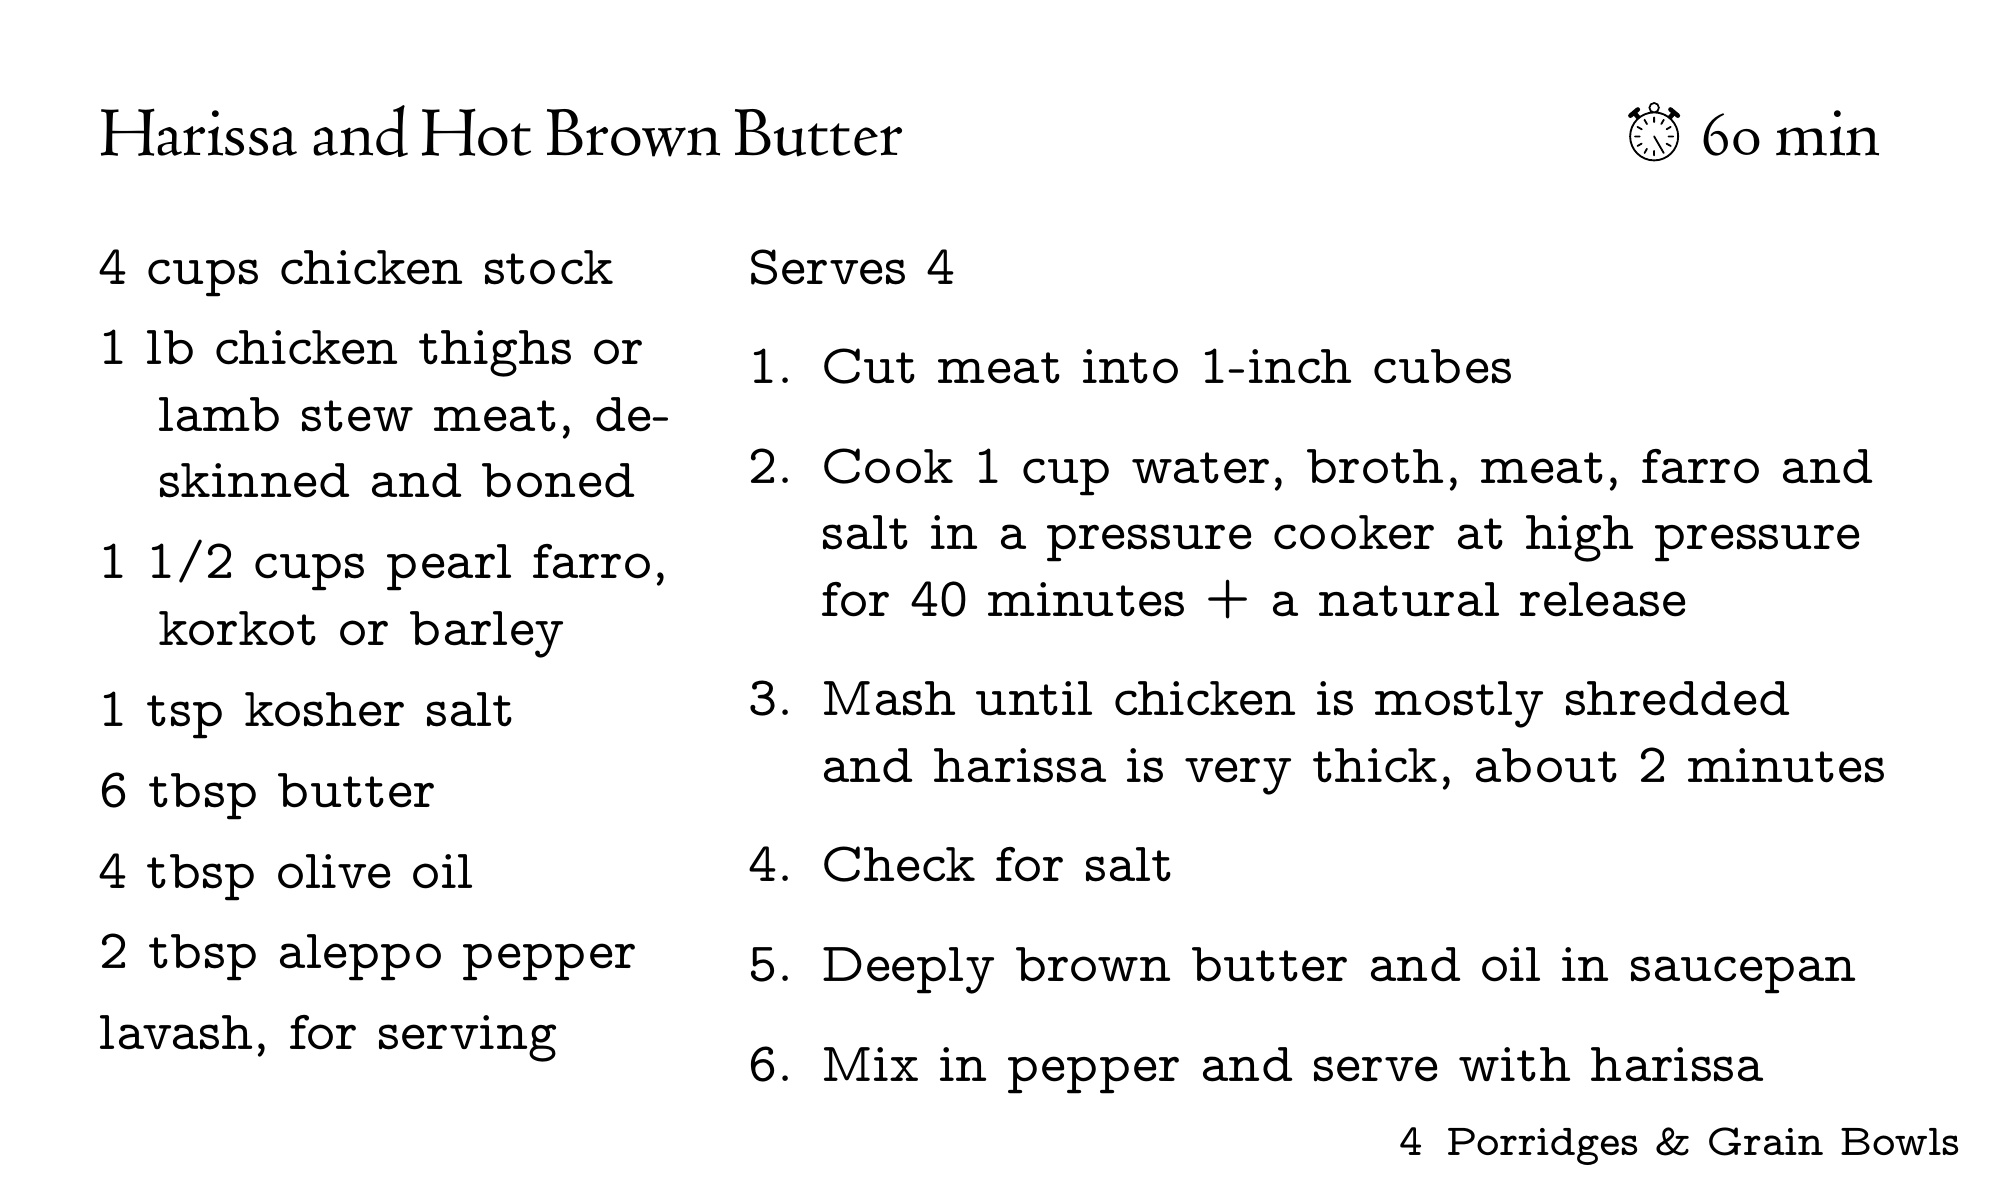 Harissa and Hot Brown Butter
60 min
4 cups chicken stock
1 lb chicken thighs or
lamb stew meat, de-
skinned and boned
1 1/2 cups pearl farro,
korkot or barley
1 tsp kosher salt
6 tbsp butter
4 tbsp olive oil
2 tbsp aleppo pepper
lavash, for serving
Serves 4
1. Cut meat into 1-inch cubes
2. Cook 1 cup water, broth, meat, farro and
salt in a pressure cooker at high pressure
for 40 minutes + a natural release
3. Mash until chicken is mostly shredded
and harissa is very thick, about 2 minutes
4. Check for salt
5. Deeply brown butter and oil in saucepan
6. Mix in pepper and serve with harissa
4 Porridges & Grain Bowls